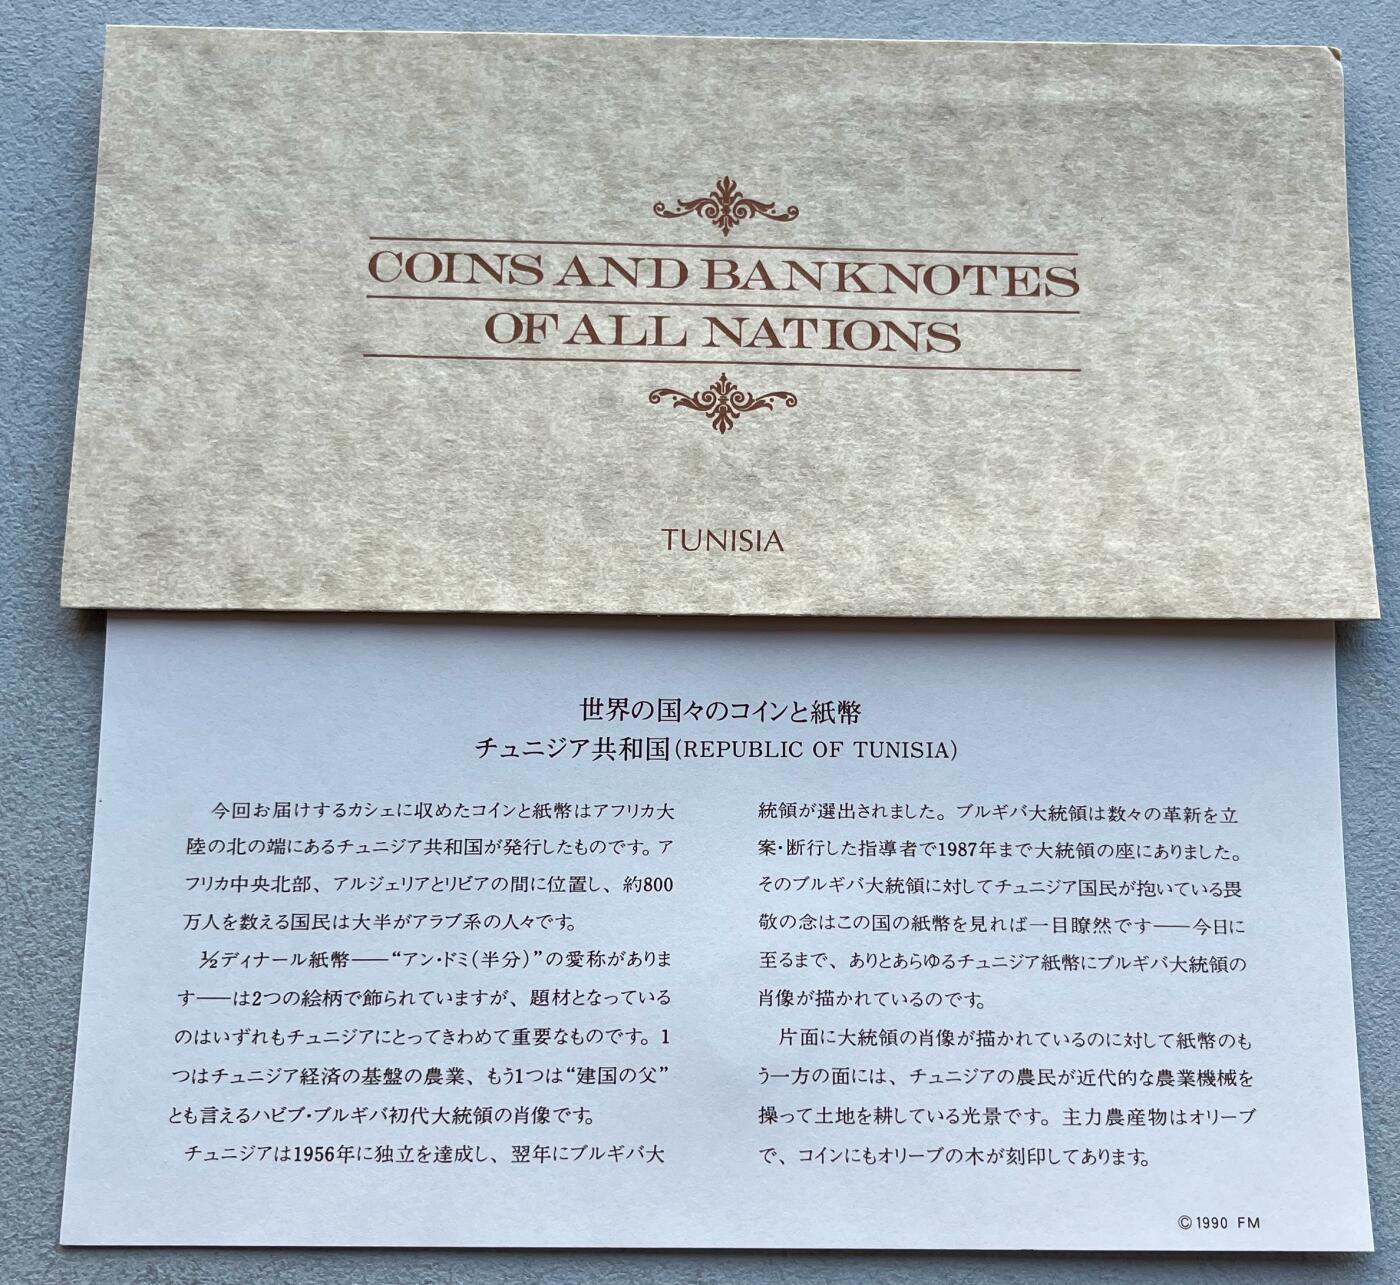 COINS AND BANKNOTES
OF ALL NATIONS
TUNISIA
世界の国々のコインと紙幣
チュニジア共和国(REPUBLIC OF TUNISIA)
今回お届けするカシェに収めたコインと紙幣はアフリカ大
陸の北の端にあるチュニジア共和国が発行したものです。ア
フリカ中央北部、アルジェリアとリビアの間に位置し、約800
万人を数える国民は大半がアラブ系の人々です。
½ディナール紙幣──“アン・ドミ(半分)”の愛称がありま
す──は2つの絵柄で飾られていますが、題材となっている
のはいずれもチュニジアにとってきわめて重要なものです。1
つはチュニジア経済の基盤の農業、もう1つは“建国の父”
とも言えるハビブ・ブルギバ初代大統領の肖像です。
チュニジアは1956年に独立を達成し、翌年にブルギバ大
統領が選出されました。ブルギバ大統領は数々の革新を立
案・断行した指導者で1987年まで大統領の座にありました。
そのブルギバ大統領に対してチュニジア国民が抱いている畏
敬の念はこの国の紙幣を見れば一目瞭然です──今日に
至るまで、ありとあらゆるチュニジア紙幣にブルギバ大統領の
肖像が描かれているのです。
片面に大統領の肖像が描かれているのに対して紙幣のも
う一方の面には、チュニジアの農民が近代的な農業機械を
操って土地を耕している光景です。主力農産物はオリーブ
で、コインにもオリーブの木が刻印してあります。
©1990 FM